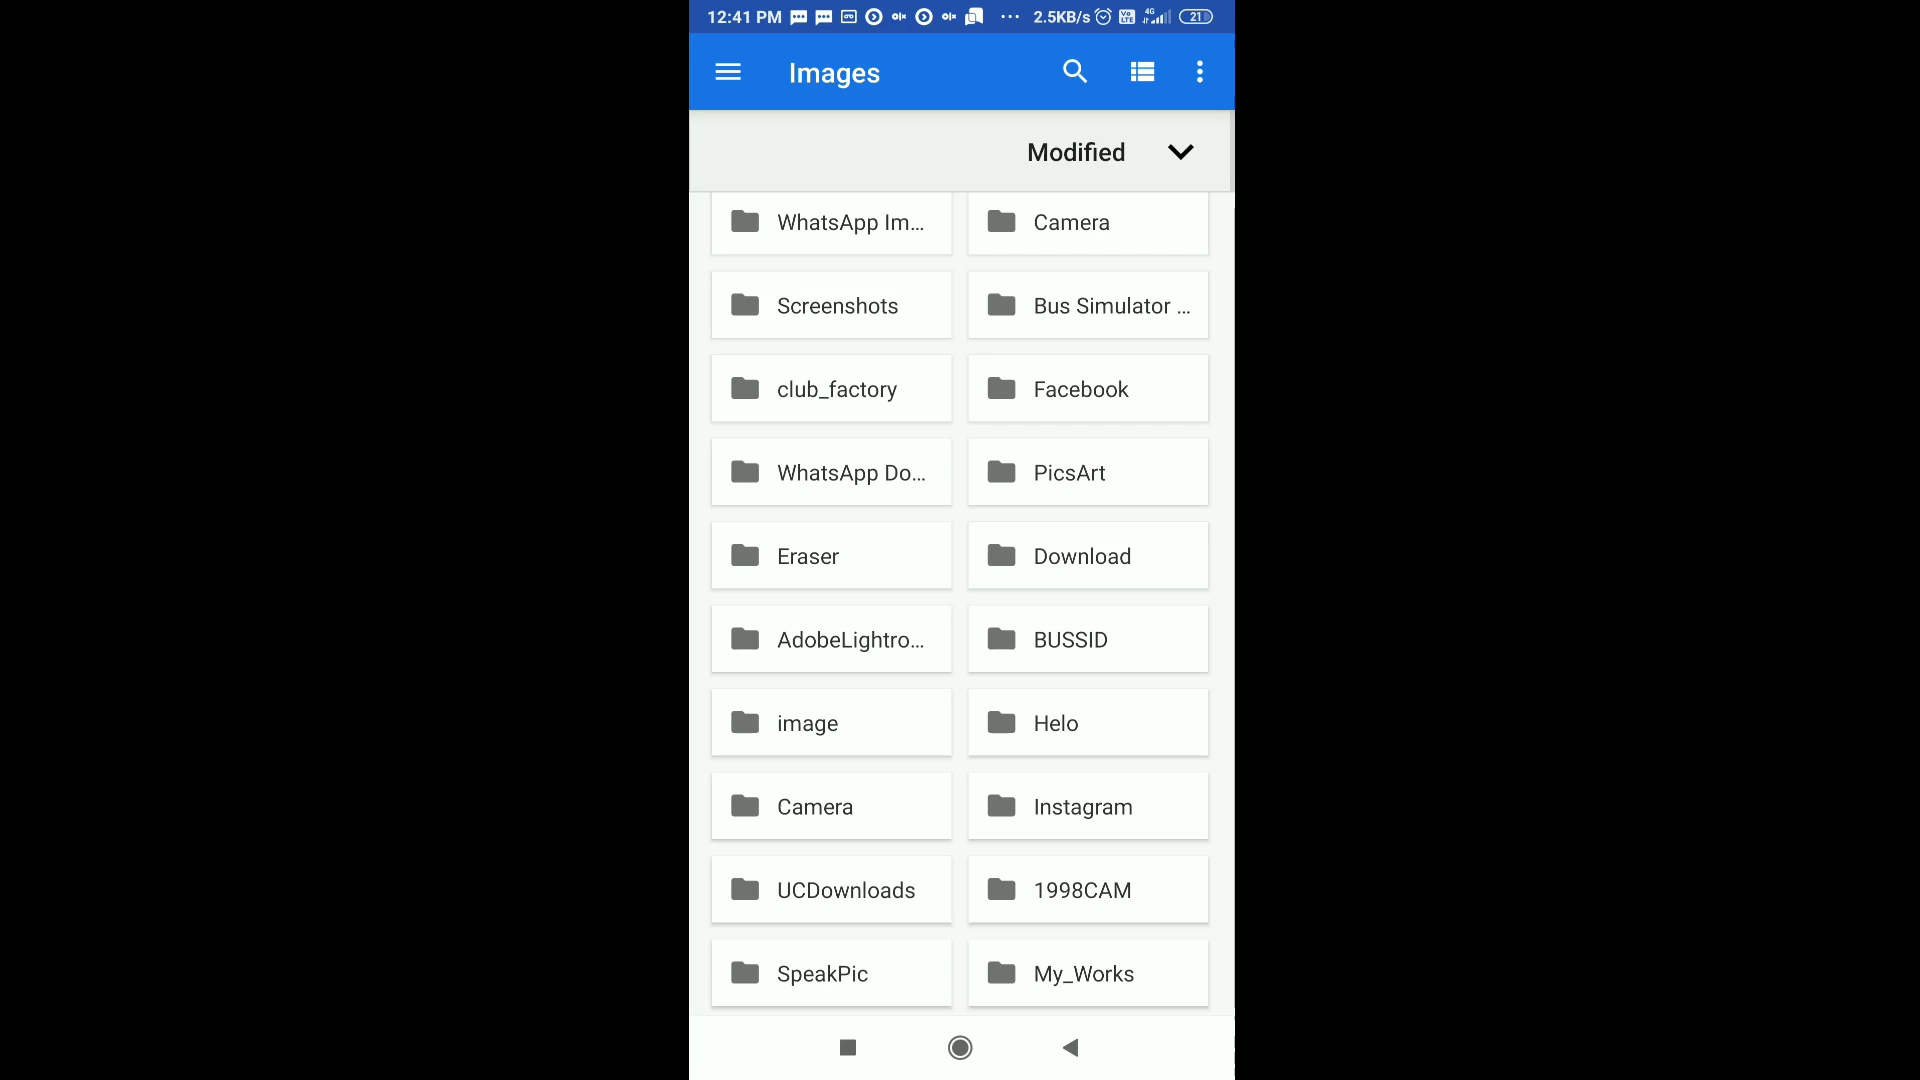 12:41 PM 2.5KB/s 4G 21
Images
Modified
WhatsApp Im... Camera
Screenshots Bus Simulator ...
club_factory Facebook
WhatsApp Do... PicsArt
Eraser Download
AdobeLightro... BUSSID
image Helo
Camera Instagram
UCDownloads 1998CAM
SpeakPic My_Works